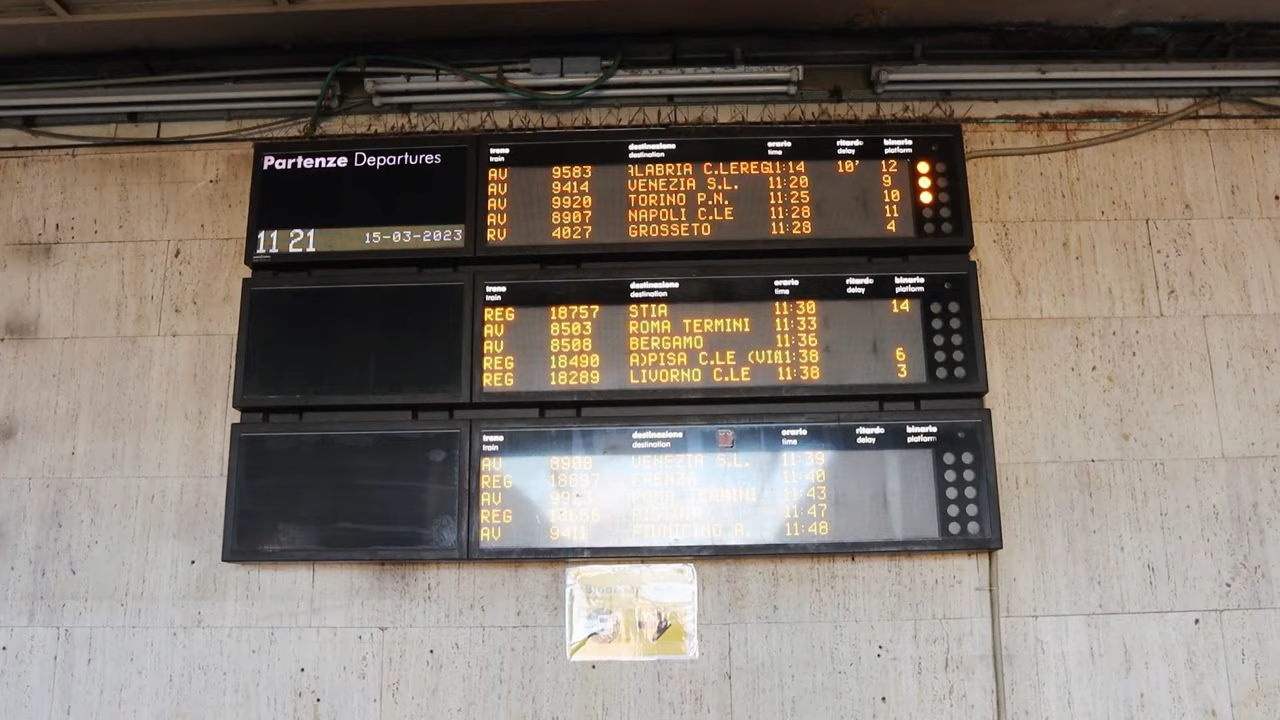 Partenze Departures
11 21 15-03-2023
treno destinazione orario ritardo binario
train destination time delay platform
AV 9583 ALABRIA C.LEREG 11:14 10' 12
AV 9414 VENEZIA S.L. 11:20 9
AV 9920 TORINO P.N. 11:25 10
AV 8907 NAPOLI C.LE 11:28 11
RV 4027 GROSSETO 11:28 4
treno destinazione orario ritardo binario
train destination time delay platform
REG 18757 STIA 11:30 14
AV 8503 ROMA TERMINI 11:33
AV 8508 BERGAMO 11:36
REG 18490 A)PISA C.LE (VIA 11:38 6
REG 18289 LIVORNO C.LE 11:38 3
treno destinazione orario ritardo binario
train destination time delay platform
AV 8908 VENEZIA S.L. 11:39
REG 18897 FAENZA 11:40
AV ROMA TERMINI 11:43
REG PISTOIA 11:47
AV 9411 FIUMICINO A. 11:48